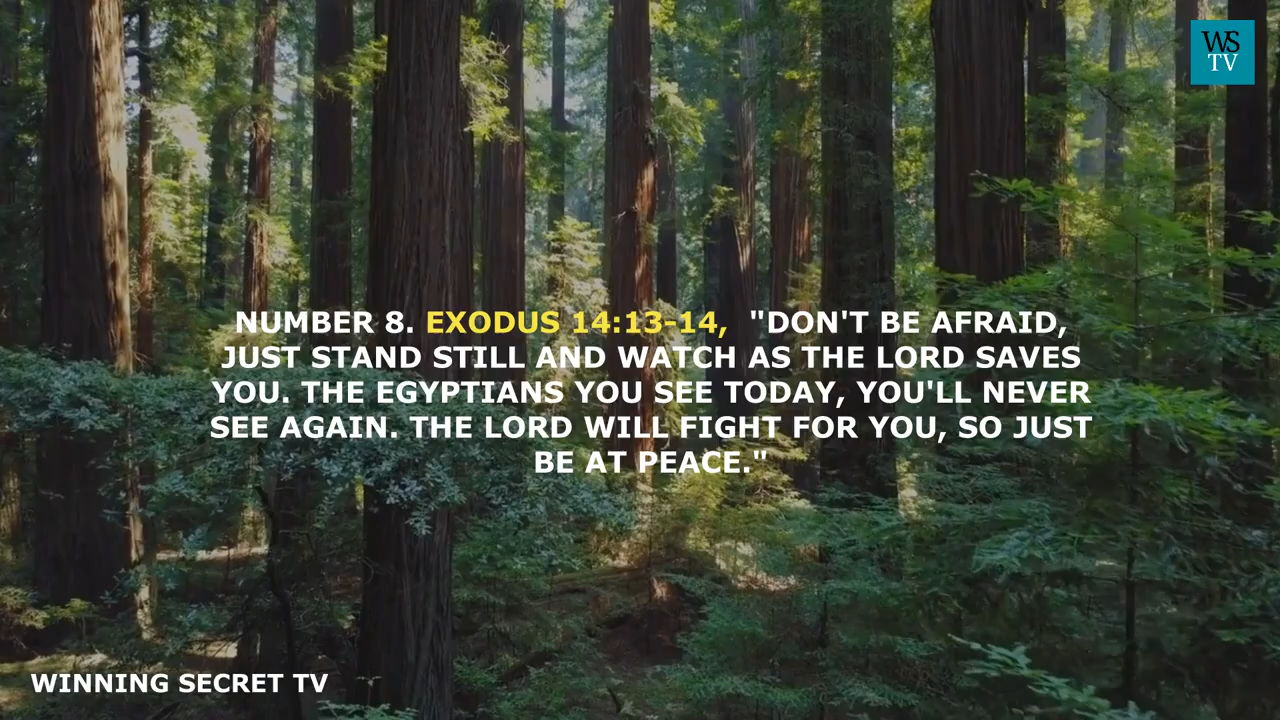 WS
TV
NUMBER 8. EXODUS 14:13-14, "DON'T BE AFRAID,
JUST STAND STILL AND WATCH AS THE LORD SAVES
YOU. THE EGYPTIANS YOU SEE TODAY, YOU'LL NEVER
SEE AGAIN. THE LORD WILL FIGHT FOR YOU, SO JUST
BE AT PEACE."
WINNING SECRET TV